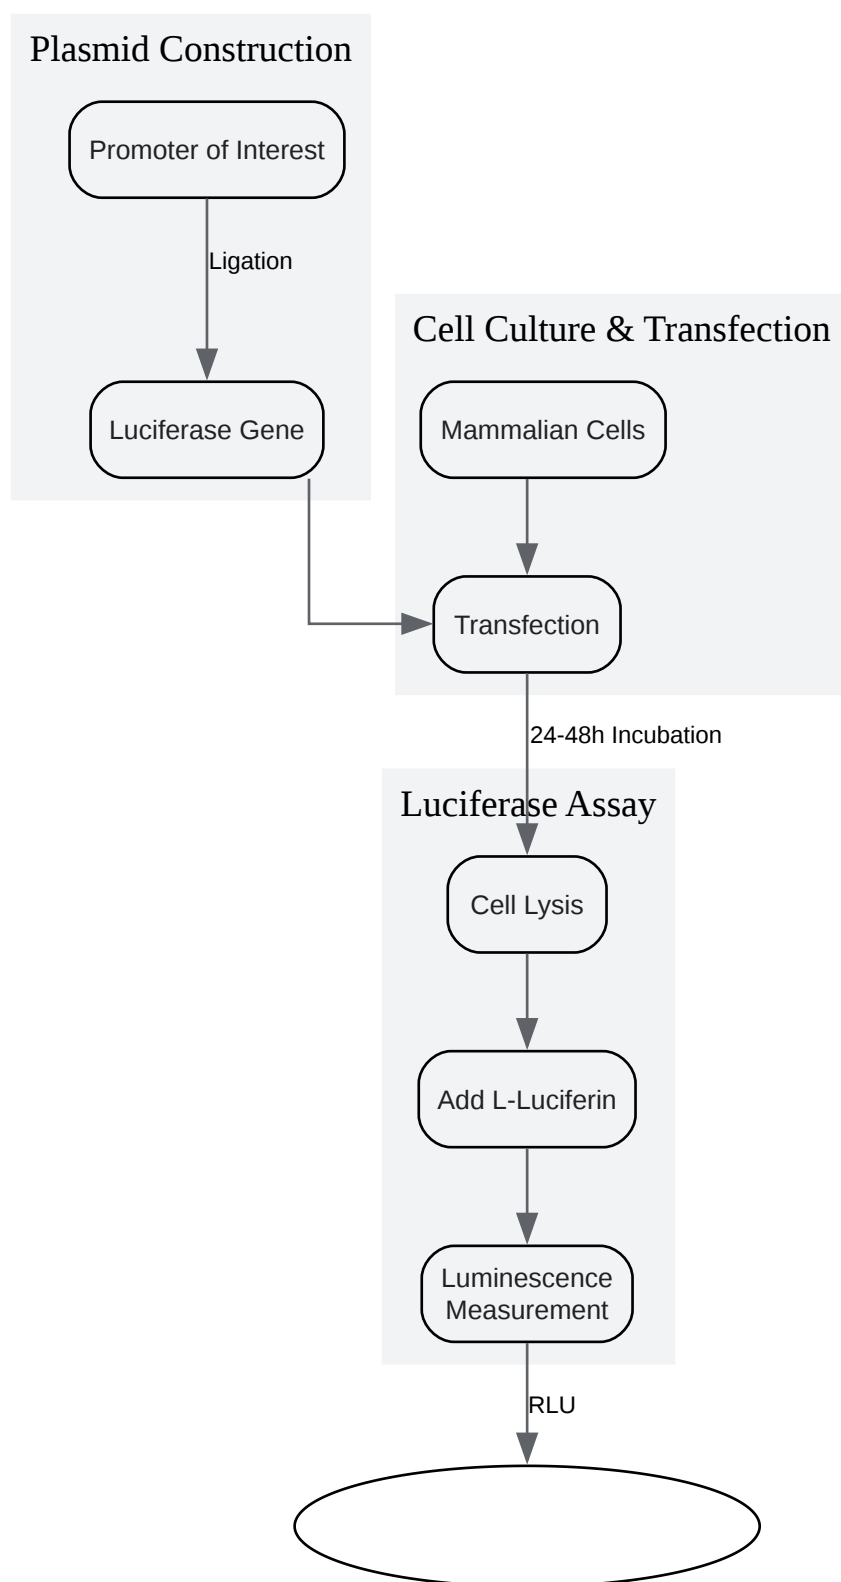 Plasmid Construction
Promoter of Interest
Ligation
Luciferase Gene
Cell Culture & Transfection
Mammalian Cells
Transfection
24-48h Incubation
Luciferase Assay
Cell Lysis
Add L-Luciferin
Luminescence
Measurement
RLU